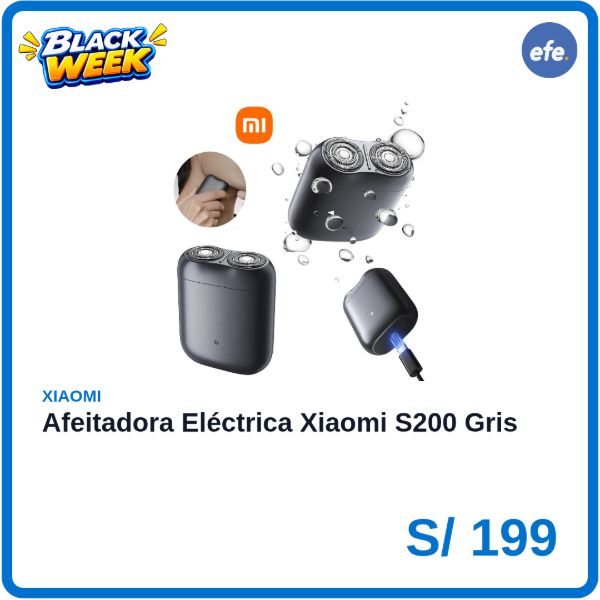 BLACK
WEEK
efe.
mi
XIAOMI
Afeitadora Eléctrica Xiaomi S200 Gris
S/ 199